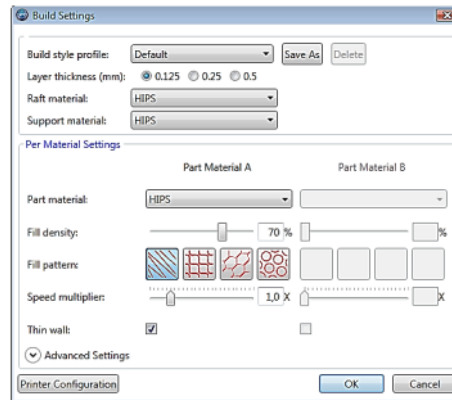 Build Settings
Build style profile: Default Save As Delete
Layer thickness (mm): 0.125 0.25 0.5
Raft material: HIPS
Support material: HIPS
Per Material Settings
Part Material A Part Material B
Part material: HIPS
Fill density: 70 % %
Fill pattern:
Speed multiplier: 1,0 X X
Thin wall:
Advanced Settings
Printer Configuration OK Cancel